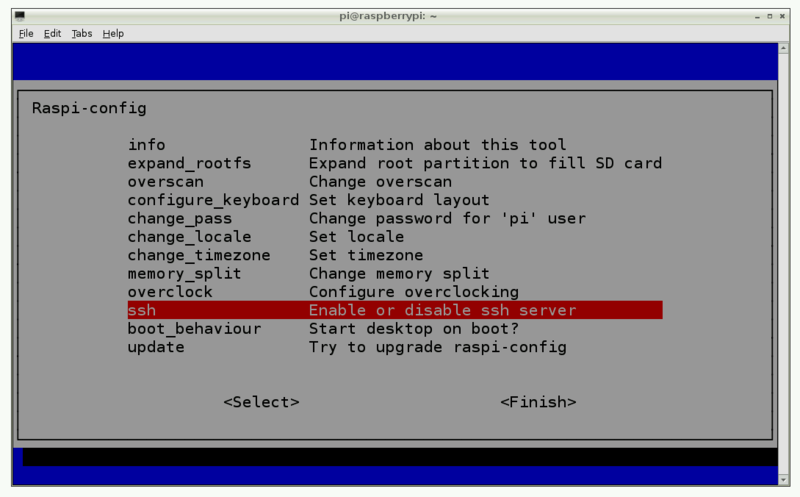 pi@raspberrypi: ~
File Edit Tabs Help
Raspi-config
info Information about this tool
expand_rootfs Expand root partition to fill SD card
overscan Change overscan
configure_keyboard Set keyboard layout
change_pass Change password for 'pi' user
change_locale Set locale
change_timezone Set timezone
memory_split Change memory split
overclock Configure overclocking
ssh Enable or disable ssh server
boot_behaviour Start desktop on boot?
update Try to upgrade raspi-config
<Select> <Finish>